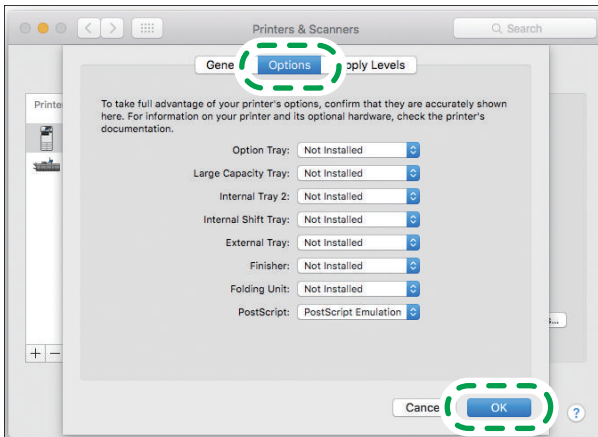 Printers & Scanners
Search
Options
Printe
To take full advantage of your printer's options, confirm that they are accurately shown
here. For information on your printer and its optional hardware, check the printer's
documentation.
Option Tray: Not Installed
Large Capacity Tray: Not Installed
Internal Tray 2: Not Installed
Internal Shift Tray: Not Installed
External Tray: Not Installed
Finisher: Not Installed
Folding Unit: Not Installed
PostScript: PostScript Emulation
+ −
Cance OK
?